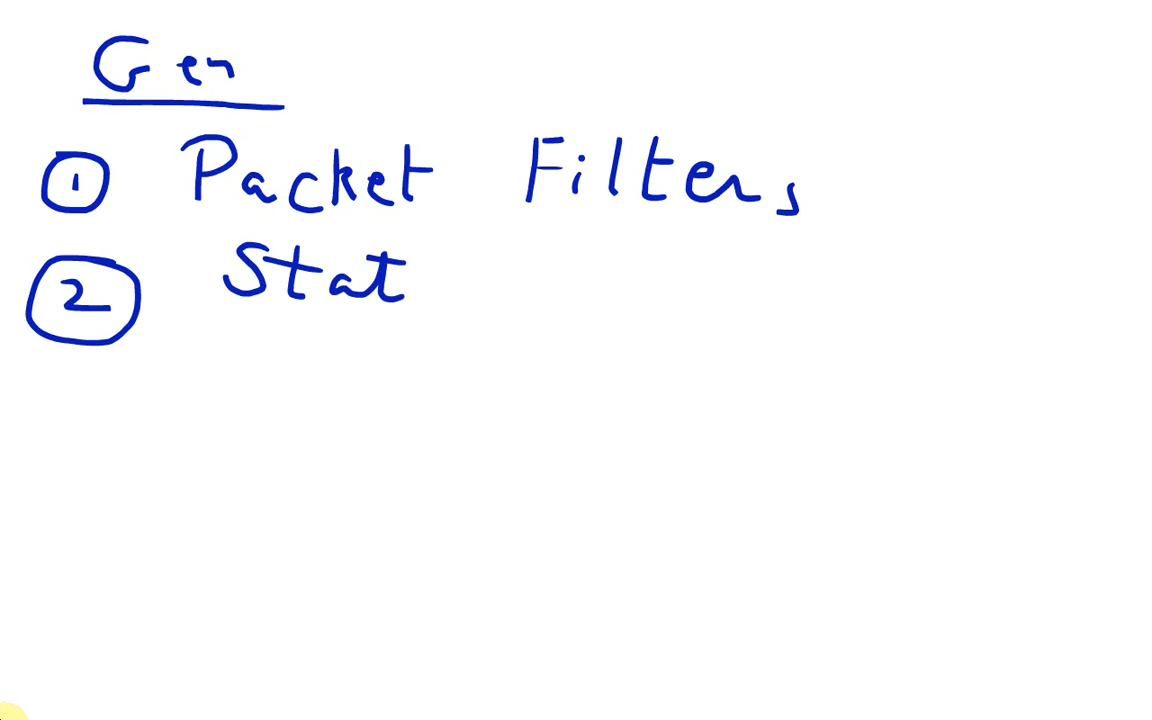 Gen
① Packet Filters
② Stat